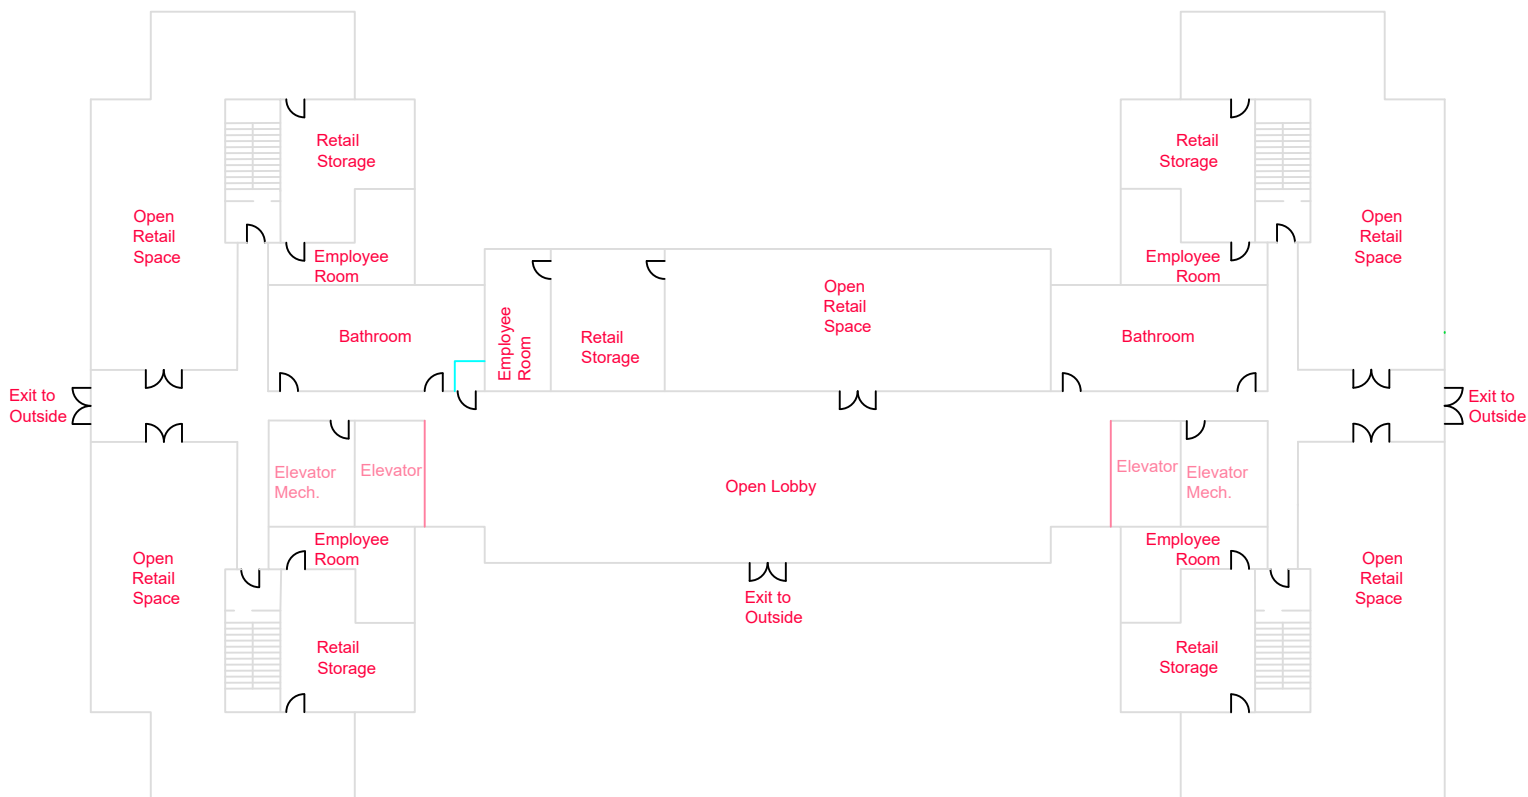 Retail
Storage
Retail
Storage
Open
Retail
Space
Open
Retail
Space
Employee
Room
Employee
Room
Open
Retail
Space
Employee
Room
Retail
Storage
Bathroom
Bathroom
Exit to
Outside
Exit to
Outside
Elevator
Mech.
Elevator
Open Lobby
Elevator
Elevator
Mech.
Employee
Room
Employee
Room
Open
Retail
Space
Open
Retail
Space
Exit to
Outside
Retail
Storage
Retail
Storage